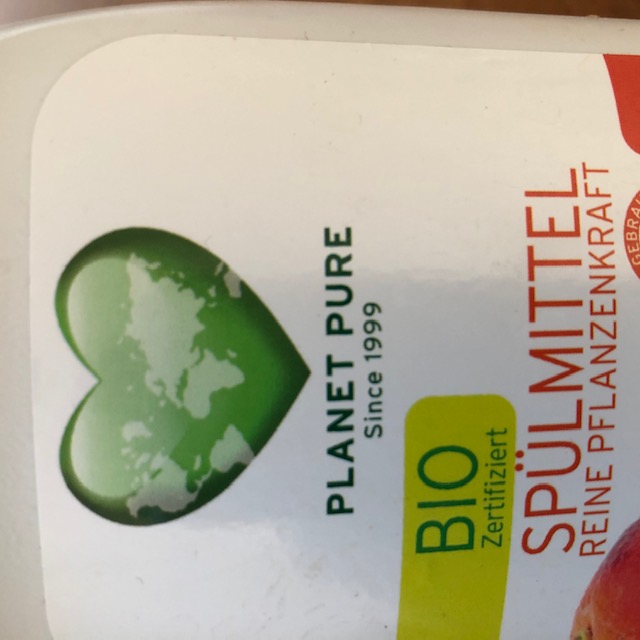 PLANET PURE
Since 1999
BIO
Zertifiziert
SPÜLMITTEL
REINE PFLANZENKRAFT